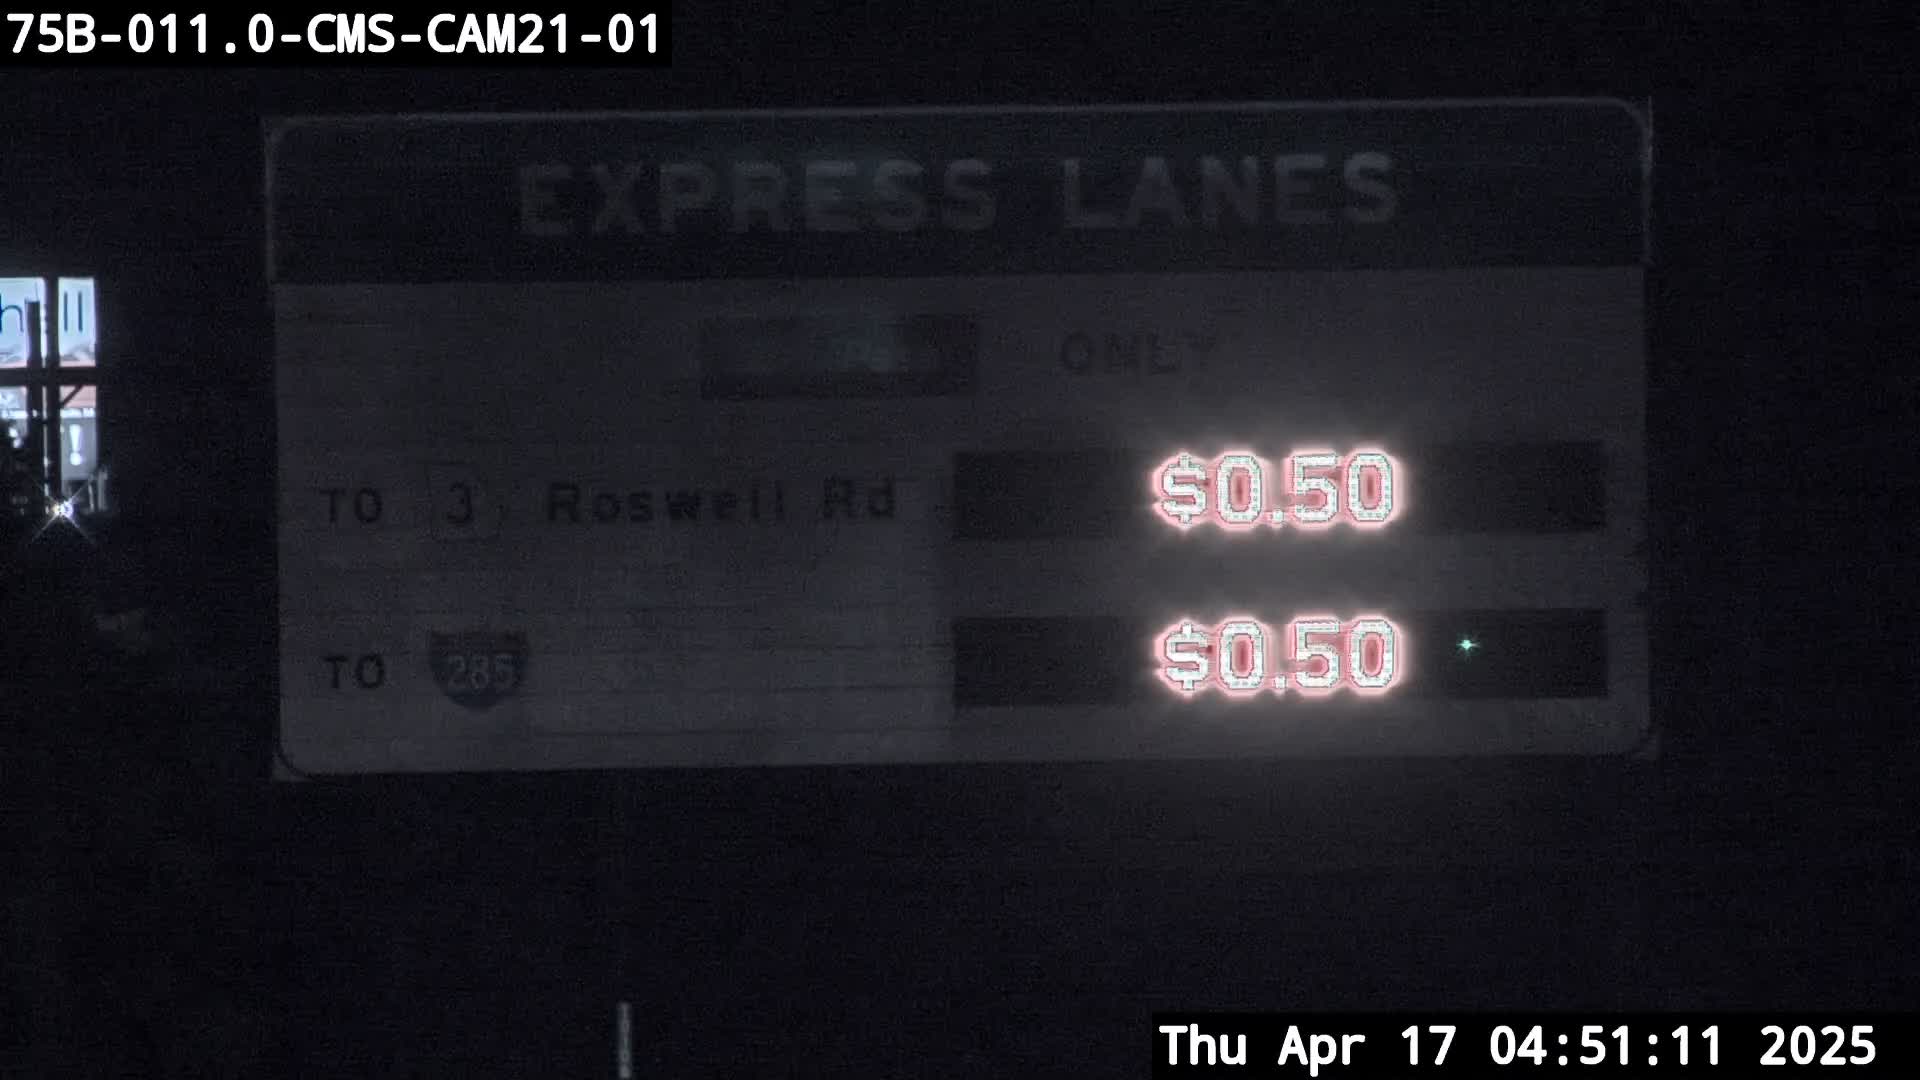 75B-011.0-CMS-CAM21-01
EXPRESS LANES
ONLY
TO 3 Roswell Rd $0.50
TO 285 $0.50
Thu Apr 17 04:51:11 2025